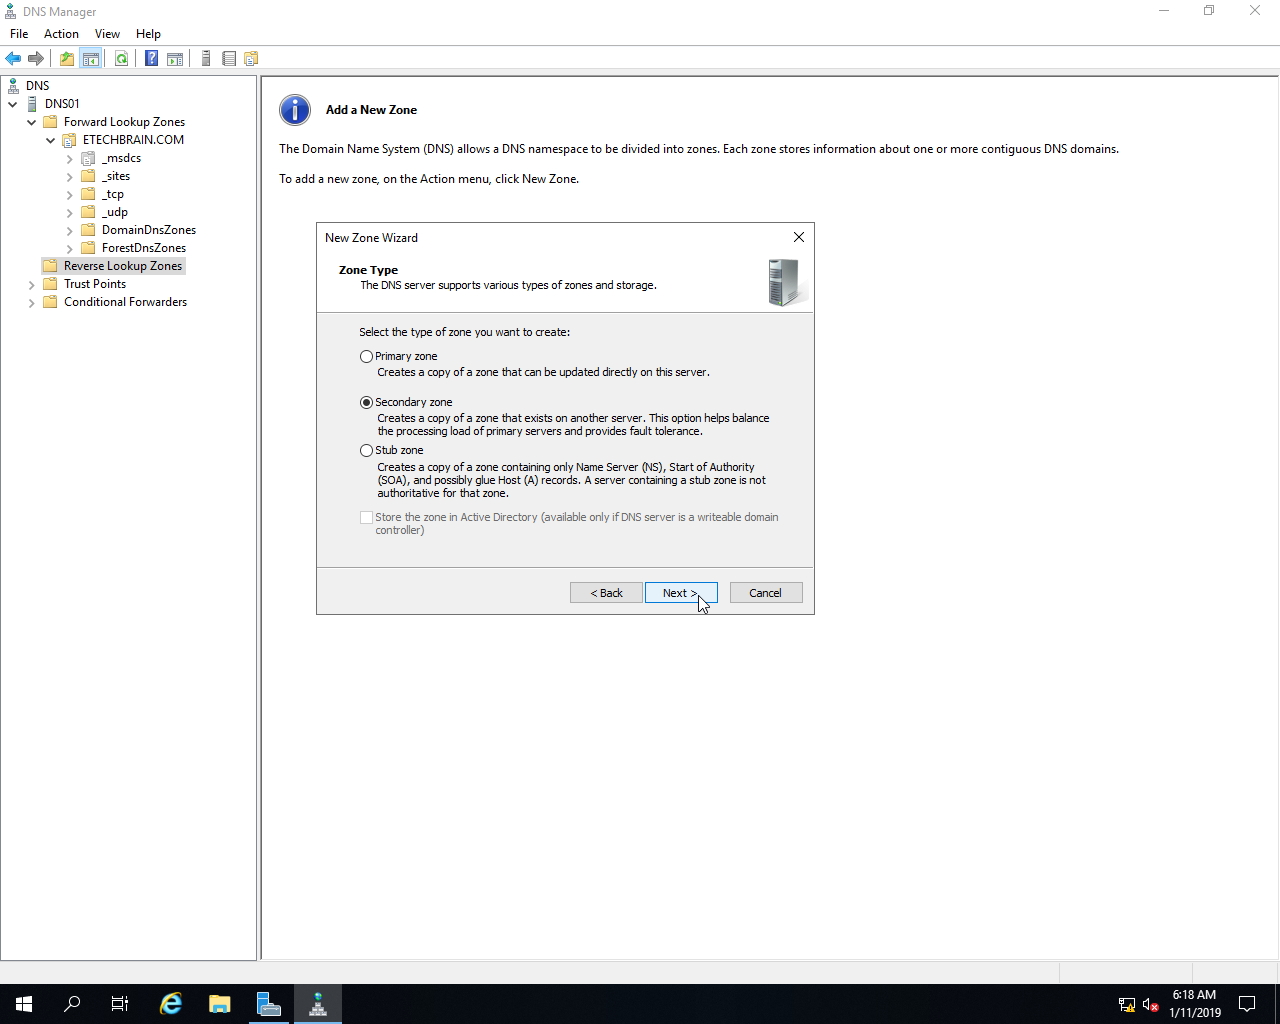 DNS Manager
File Action View Help
DNS
DNS01
Forward Lookup Zones
ETECHBRAIN.COM
_msdcs
_sites
_tcp
_udp
DomainDnsZones
ForestDnsZones
Reverse Lookup Zones
Trust Points
Conditional Forwarders
Add a New Zone
The Domain Name System (DNS) allows a DNS namespace to be divided into zones. Each zone stores information about one or more contiguous DNS domains.
To add a new zone, on the Action menu, click New Zone.
New Zone Wizard
Zone Type
The DNS server supports various types of zones and storage.
Select the type of zone you want to create:
Primary zone
Creates a copy of a zone that can be updated directly on this server.
Secondary zone
Creates a copy of a zone that exists on another server. This option helps balance
the processing load of primary servers and provides fault tolerance.
Stub zone
Creates a copy of a zone containing only Name Server (NS), Start of Authority
(SOA), and possibly glue Host (A) records. A server containing a stub zone is not
authoritative for that zone.
Store the zone in Active Directory (available only if DNS server is a writeable domain
controller)
< Back Next > Cancel
6:18 AM
1/11/2019